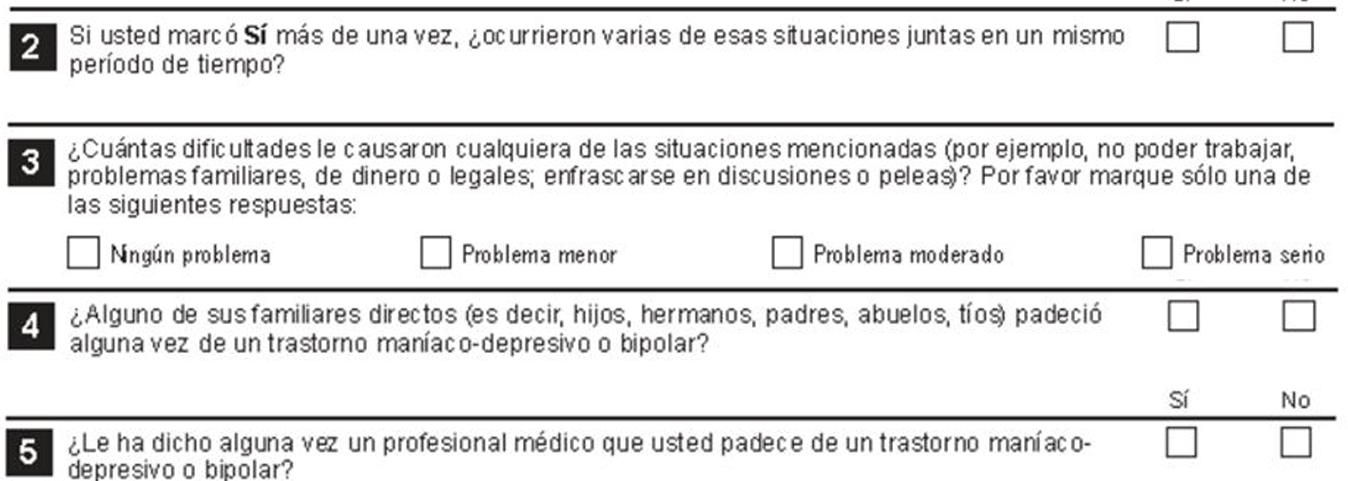 2 Si usted marcó Sí más de una vez, ¿ocurrieron varias de esas situaciones juntas en un mismo
período de tiempo?
3 ¿Cuántas dificultades le causaron cualquiera de las situaciones mencionadas (por ejemplo, no poder trabajar,
problemas familiares, de dinero o legales; enfrascarse en discusiones o peleas)? Por favor marque sólo una de
las siguientes respuestas:
Ningún problema Problema menor Problema moderado Problema serio
4 ¿Alguno de sus familiares directos (es decir, hijos, hermanos, padres, abuelos, tíos) padeció
alguna vez de un trastorno maníaco-depresivo o bipolar?
Sí No
5 ¿Le ha dicho alguna vez un profesional médico que usted padece de un trastorno maníaco-
depresivo o bipolar?